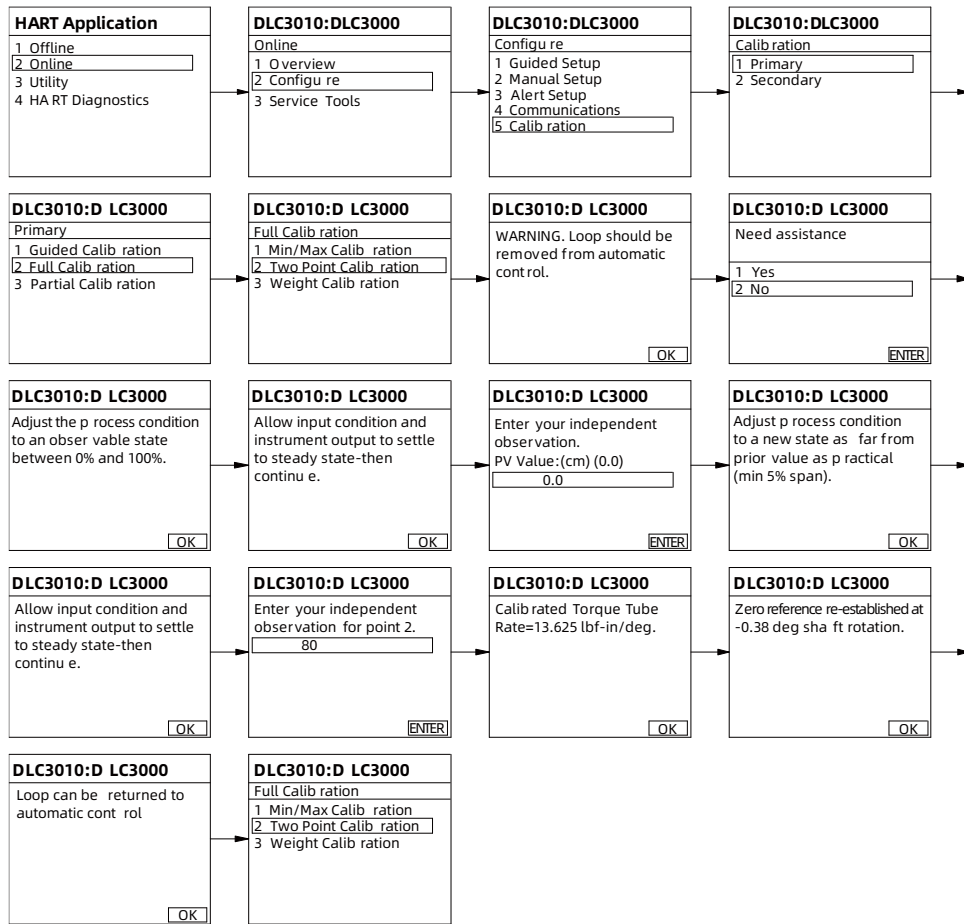 HART Application
1 Offline
2 Online
3 Utility
4 HA RT Diagnostics
DLC3010:DLC3000
Online
1 O verview
2 Configu re
3 Service Tools
DLC3010:DLC3000
Configu re
1 Guided Setup
2 Manual Setup
3 Alert Setup
4 Communications
5 Calib ration
DLC3010:DLC3000
Calib ration
1 Primary
2 Secondary
DLC3010:D LC3000
Primary
1 Guided Calib ration
2 Full Calib ration
3 Partial Calib ration
DLC3010:D LC3000
Full Calib ration
1 Min/Max Calib ration
2 Two Point Calib ration
3 Weight Calib ration
DLC3010:D LC3000
WARNING. Loop should be
removed from automatic
cont rol.
OK
DLC3010:D LC3000
Need assistance
1 Yes
2 No
ENTER
DLC3010:D LC3000
Adjust the p rocess condition
to an obser vable state
between 0% and 100%.
OK
DLC3010:D LC3000
Allow input condition and
instrument output to settle
to steady state-then
continu e.
OK
DLC3010:D LC3000
Enter your independent
observation.
PV Value:(cm) (0.0)
0.0
ENTER
DLC3010:D LC3000
Adjust p rocess condition
to a new state as far from
prior value as p ractical
(min 5% span).
OK
DLC3010:D LC3000
Allow input condition and
instrument output to settle
to steady state-then
continu e.
OK
DLC3010:D LC3000
Enter your independent
observation for point 2.
80
ENTER
DLC3010:D LC3000
Calib rated Torque Tube
Rate=13.625 lbf-in/deg.
OK
DLC3010:D LC3000
Zero reference re-established at
-0.38 deg sha ft rotation.
OK
DLC3010:D LC3000
Loop can be returned to
automatic cont rol
OK
DLC3010:D LC3000
Full Calib ration
1 Min/Max Calib ration
2 Two Point Calib ration
3 Weight Calib ration